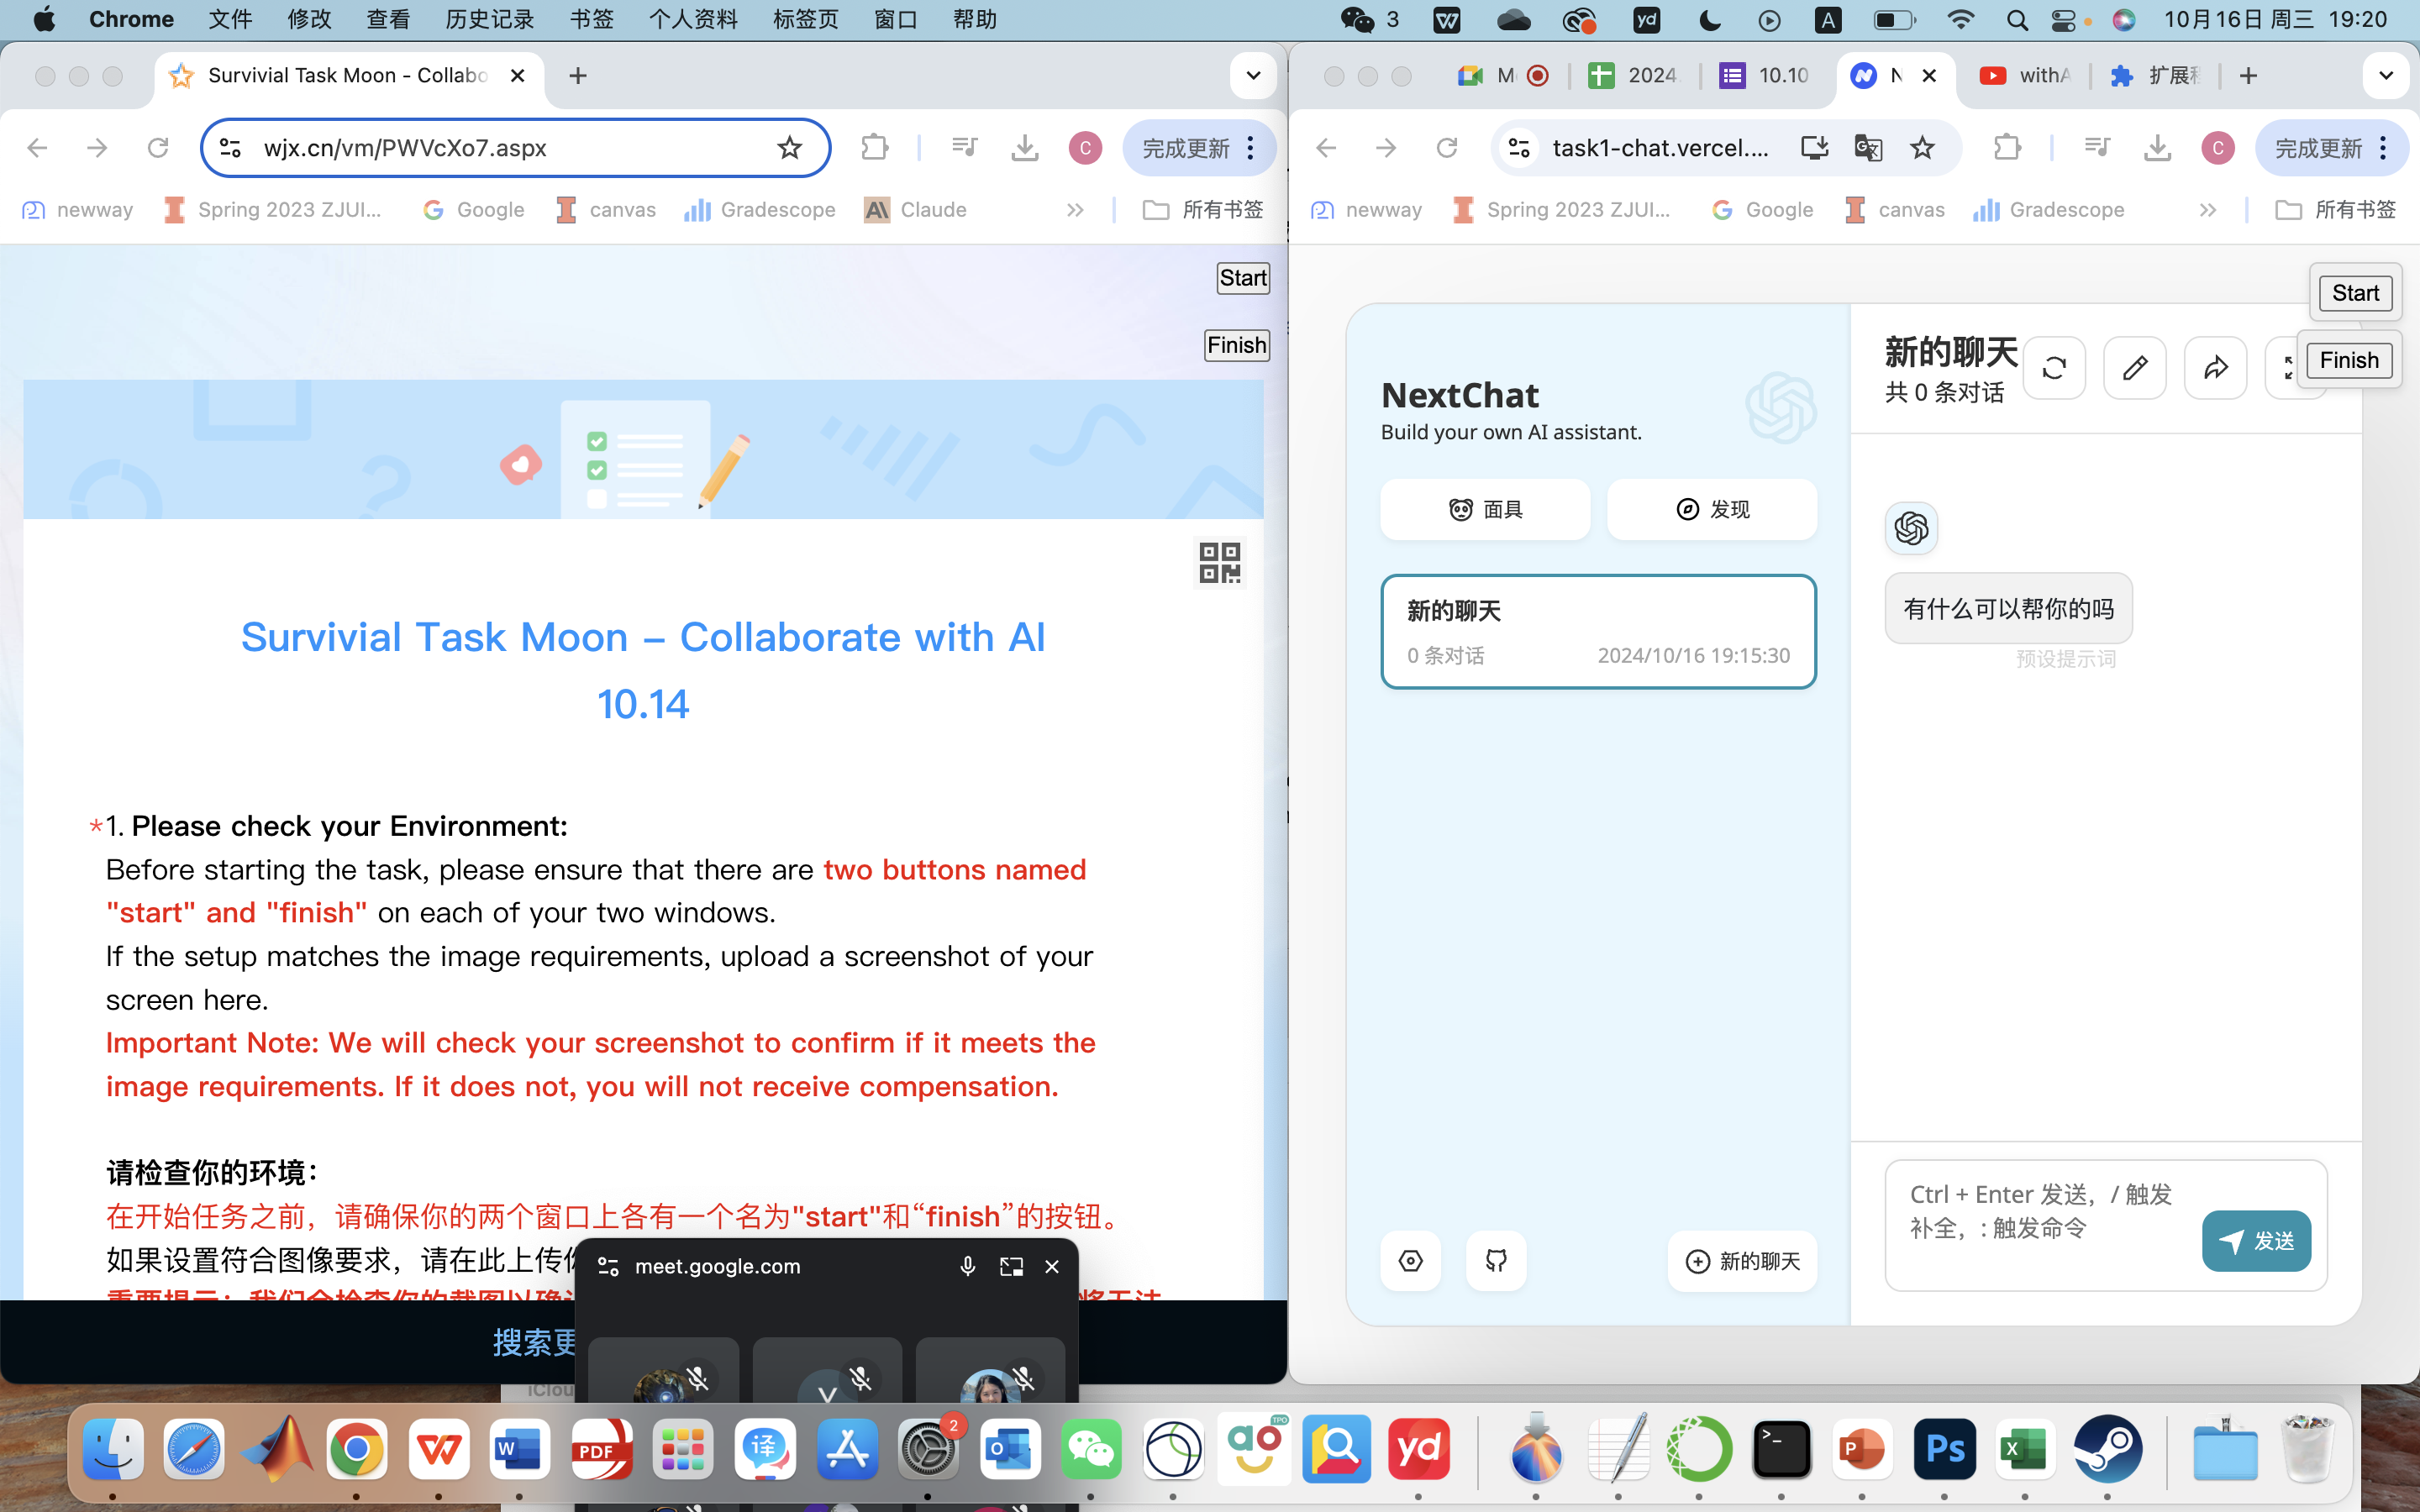 Chrome 文件 修改 查看 历史记录 书签 个人资料 标签页 窗口 帮助 3 yd A 10月16日 周三 19:20
Survivial Task Moon - Collabo
wjx.cn/vm/PWVcXo7.aspx C 完成更新
newway Spring 2023 ZJUI... Google canvas Gradescope Claude 所有书签
Start
Finish
Survivial Task Moon – Collaborate with AI
10.14
*1. Please check your Environment:
Before starting the task, please ensure that there are two buttons named
"start" and "finish" on each of your two windows.
If the setup matches the image requirements, upload a screenshot of your
screen here.
Important Note: We will check your screenshot to confirm if it meets the
image requirements. If it does not, you will not receive compensation.
请检查你的环境：
在开始任务之前，请确保你的两个窗口上各有一个名为"start"和“finish”的按钮。
如果设置符合图像要求，请在此上传
搜索更
meet.google.com
Y
iClou
M 2024 10.10 N withA 扩展
task1-chat.vercel.... C 完成更新
newway Spring 2023 ZJUI... Google canvas Gradescope 所有书签
Start
Finish
NextChat
Build your own AI assistant.
面具 发现
新的聊天
0 条对话 2024/10/16 19:15:30
新的聊天
新的聊天
共 0 条对话
有什么可以帮你的吗
预设提示词
Ctrl + Enter 发送，/ 触发
补全，: 触发命令
发送
W PDF 译 2 O ao TPO yd >_ P Ps X